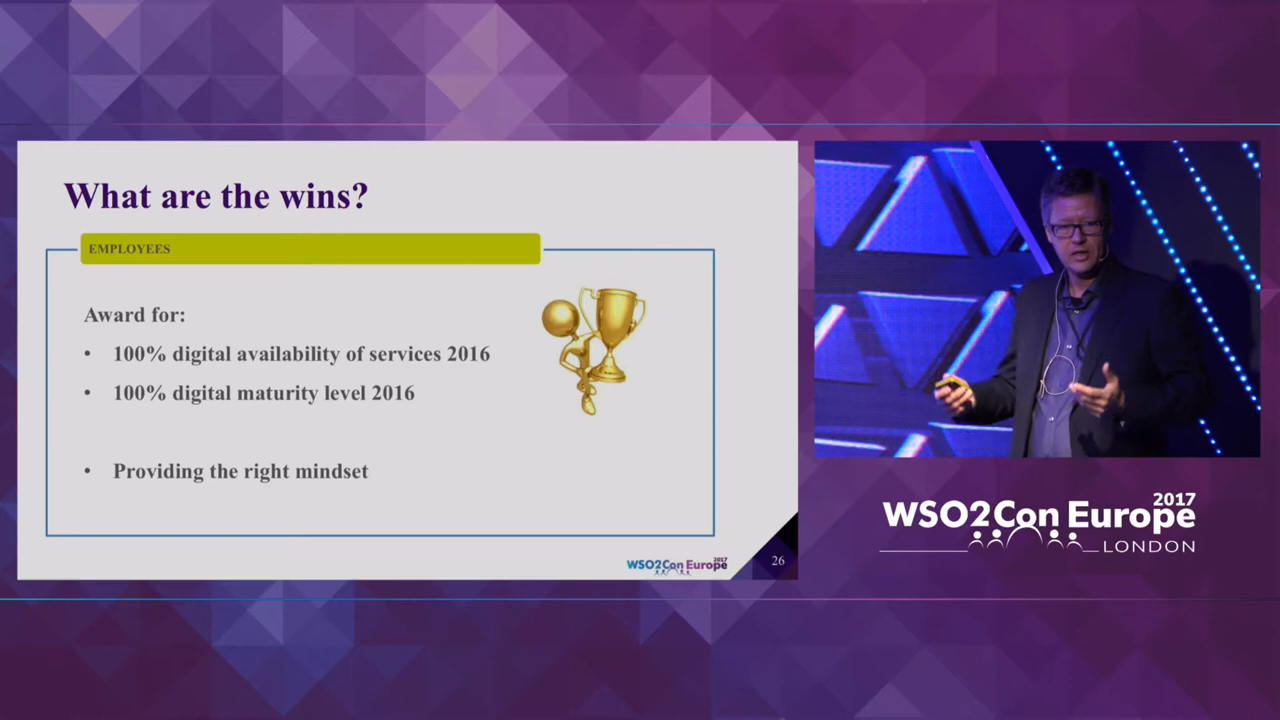 What are the wins?
EMPLOYEES
Award for:
• 100% digital availability of services 2016
• 100% digital maturity level 2016
• Providing the right mindset
WSO2Con Europe 2017
26
2017
WSO2Con Europe
LONDON